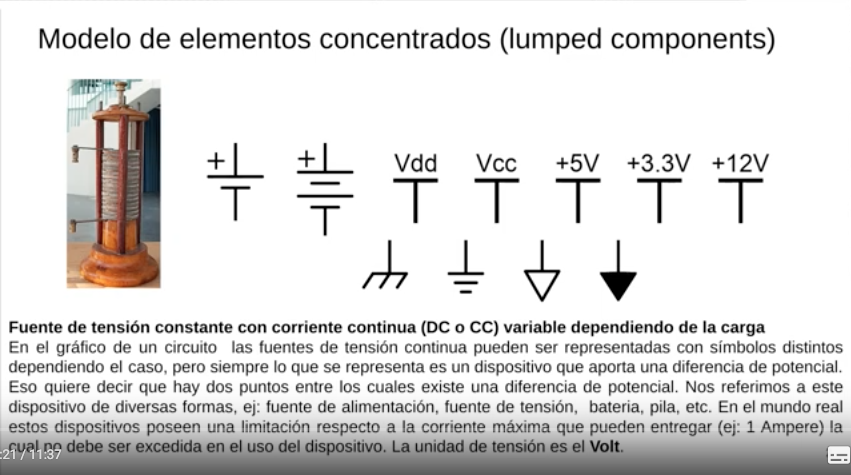 Modelo de elementos concentrados (lumped components)
+ + Vdd Vcc +5V +3.3V +12V
Fuente de tensión constante con corriente continua (DC o CC) variable dependiendo de la carga
En el gráfico de un circuito las fuentes de tensión continua pueden ser representadas con símbolos distintos
dependiendo el caso, pero siempre lo que se representa es un dispositivo que aporta una diferencia de potencial.
Eso quiere decir que hay dos puntos entre los cuales existe una diferencia de potencial. Nos referimos a este
dispositivo de diversas formas, ej: fuente de alimentación, fuente de tensión, bateria, pila, etc. En el mundo real
estos dispositivos poseen una limitación respecto a la corriente máxima que pueden entregar (ej: 1 Ampere) la
cual no debe ser excedida en el uso del dispositivo. La unidad de tensión es el Volt.
:21 / 11:37